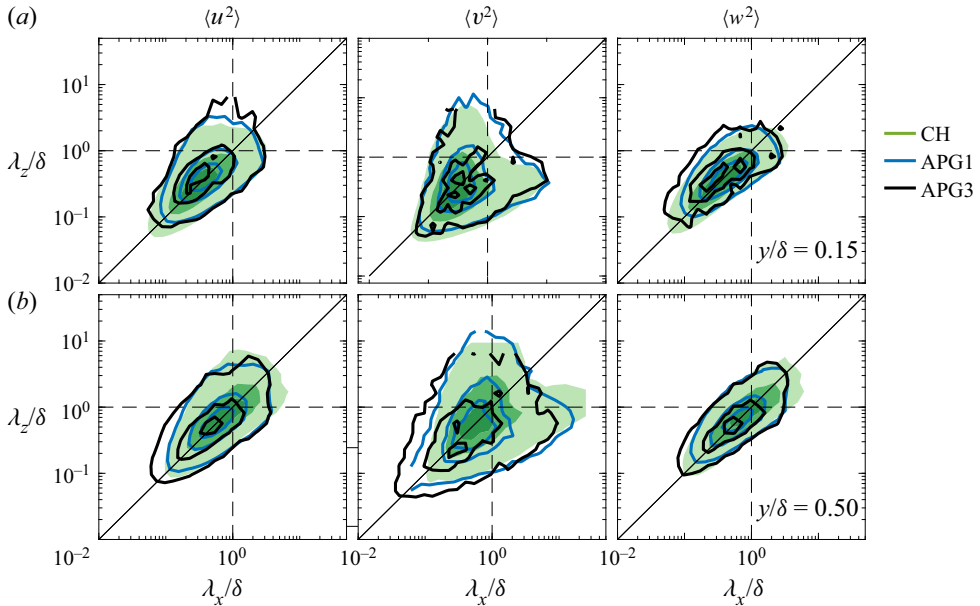 (a) ⟨u²⟩ ⟨v²⟩ ⟨w²⟩
10¹
λz/δ 10⁰
10⁻¹
10⁻²
y/δ = 0.15
CH
APG1
APG3
(b)
10¹
λz/δ 10⁰
10⁻¹
y/δ = 0.50
10⁻² 10⁰ 10⁻² 10⁰ 10⁻² 10⁰
λx/δ λx/δ λx/δ